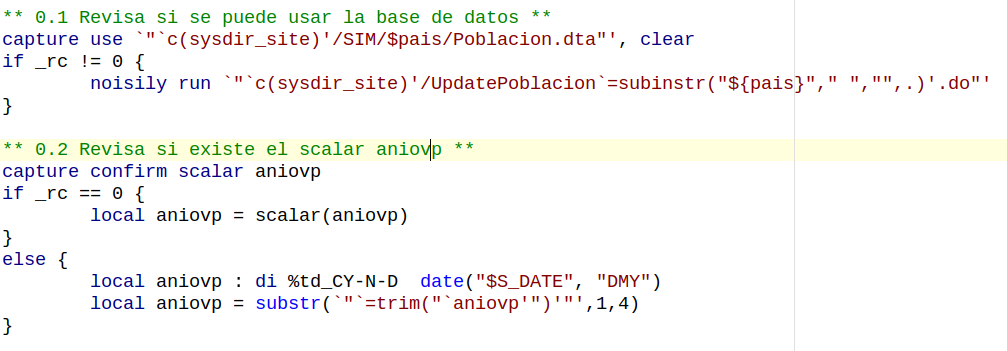 ** 0.1 Revisa si se puede usar la base de datos **
capture use `"`c(sysdir_site)'/SIM/$pais/Poblacion.dta"', clear
if _rc != 0 {
noisily run `"`c(sysdir_site)'/UpdatePoblacion`=subinstr("${pais}"," ","",.)'.do"'
}
** 0.2 Revisa si existe el scalar aniovp **
capture confirm scalar aniovp
if _rc == 0 {
local aniovp = scalar(aniovp)
}
else {
local aniovp : di %td_CY-N-D  date("$S_DATE", "DMY")
local aniovp = substr(`"`=trim("`aniovp'")'"',1,4)
}